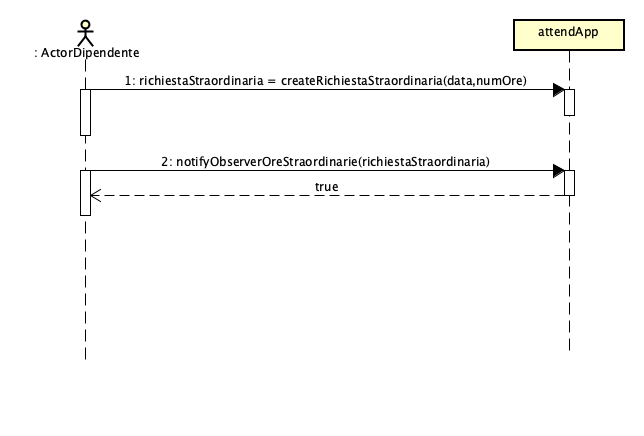 attendApp
: ActorDipendente
1: richiestaStraordinaria = createRichiestaStraordinaria(data,numOre)
2: notifyObserverOreStraordinarie(richiestaStraordinaria)
true